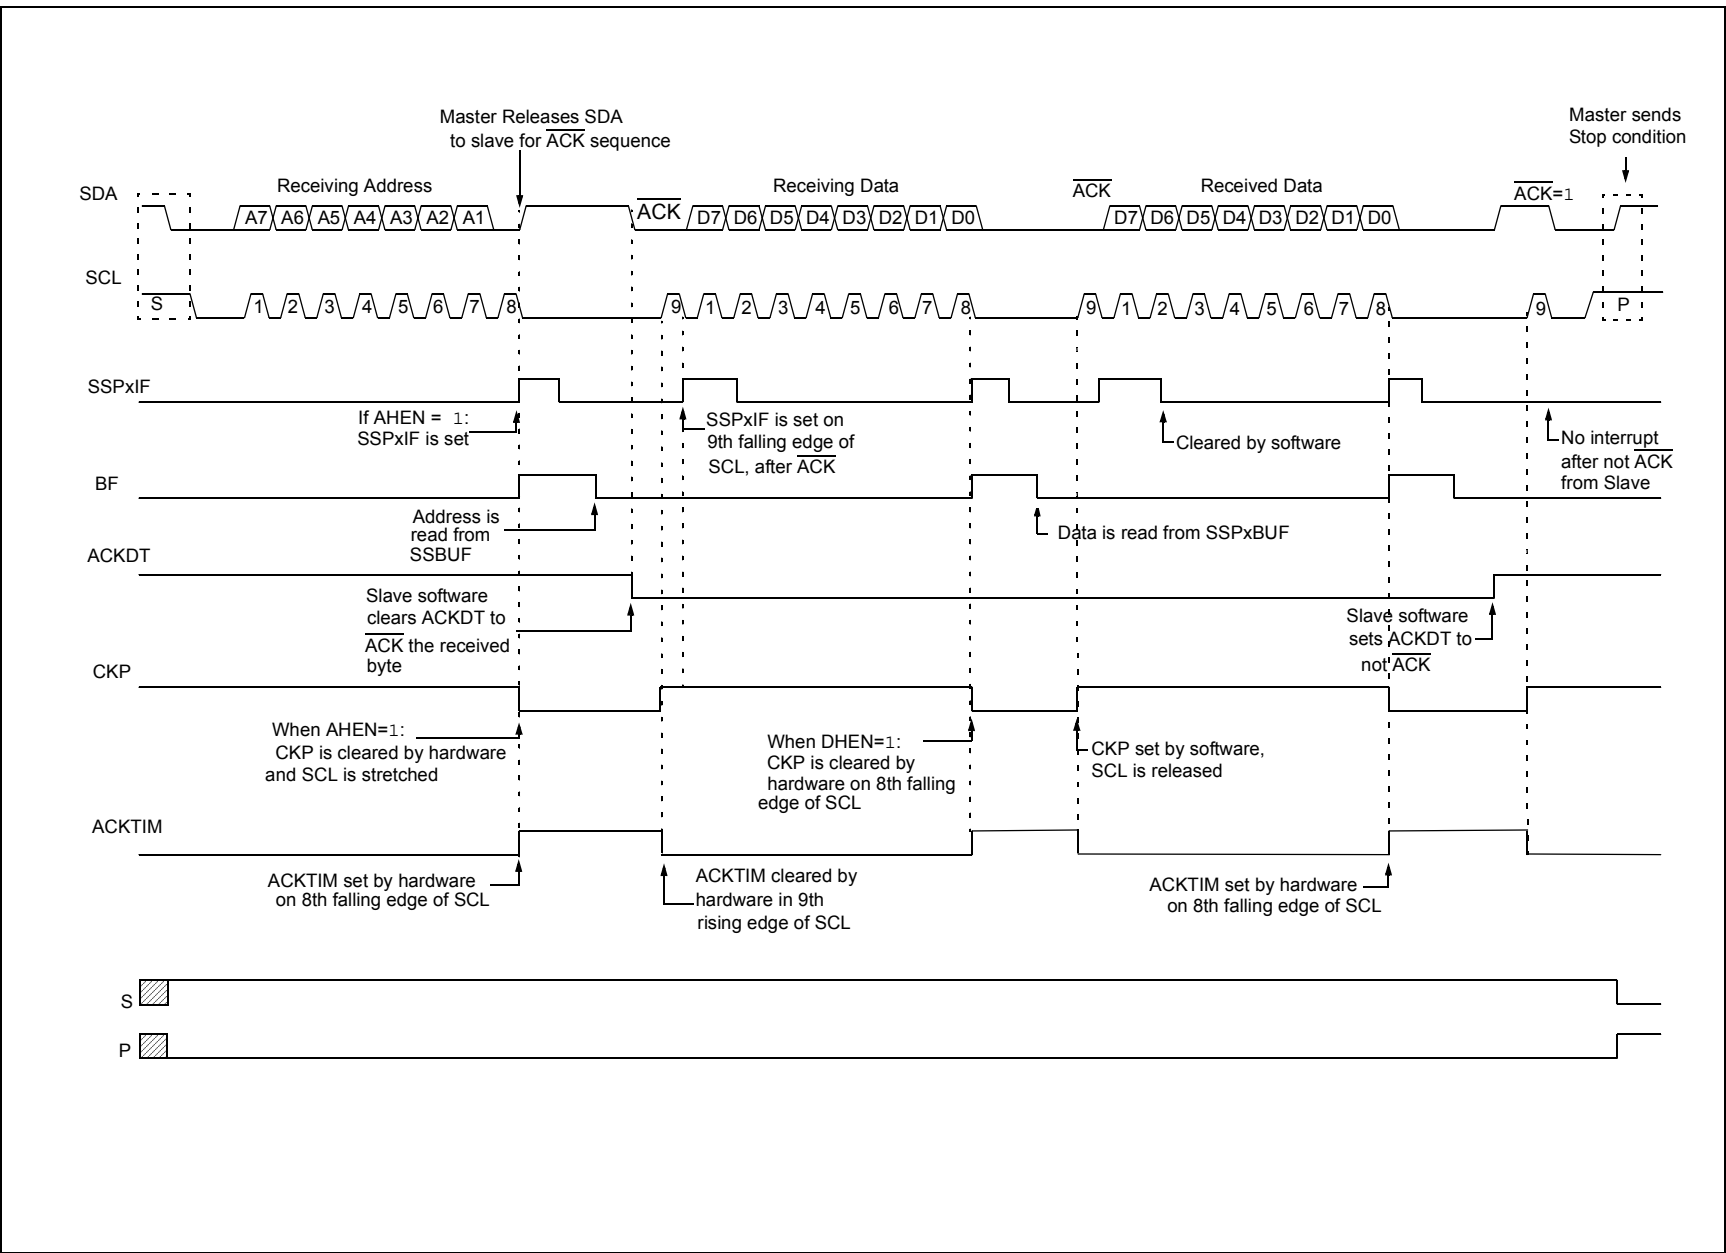 Master Releases SDA
to slave for ACK sequence
Master sends
Stop condition
SDA
Receiving Address
ACK
Receiving Data
ACK
Received Data
ACK=1
A7 A6 A5 A4 A3 A2 A1
D7 D6 D5 D4 D3 D2 D1 D0
D7 D6 D5 D4 D3 D2 D1 D0
SCL
S
1 2 3 4 5 6 7 8
9 1 2 3 4 5 6 7 8
9 1 2 3 4 5 6 7 8
9
P
SSPxIF
If AHEN = 1:
SSPxIF is set
SSPxIF is set on
9th falling edge of
SCL, after ACK
Cleared by software
No interrupt
after not ACK
from Slave
BF
Address is
read from
SSBUF
Data is read from SSPxBUF
ACKDT
Slave software
clears ACKDT to
ACK the received
byte
Slave software
sets ACKDT to
not ACK
CKP
When AHEN=1:
CKP is cleared by hardware
and SCL is stretched
When DHEN=1:
CKP is cleared by
hardware on 8th falling
edge of SCL
CKP set by software,
SCL is released
ACKTIM
ACKTIM set by hardware
on 8th falling edge of SCL
ACKTIM cleared by
hardware in 9th
rising edge of SCL
ACKTIM set by hardware
on 8th falling edge of SCL
S
P